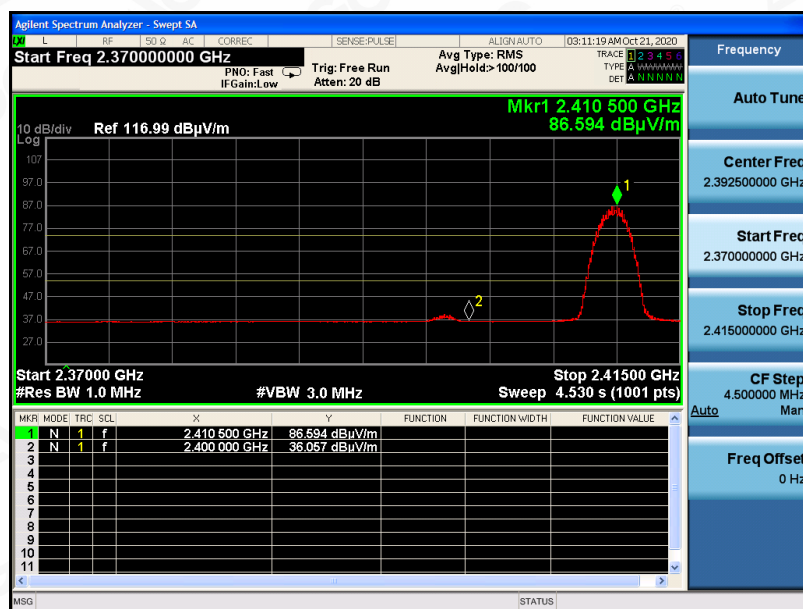 Agilent Spectrum Analyzer - Swept SA
LXI L RF 50 Ω AC CORREC SENSE:PULSE ALIGN AUTO 03:11:19 AM Oct 21, 2020
Start Freq 2.370000000 GHz
PNO: Fast
IFGain:Low
Trig: Free Run
Atten: 20 dB
Avg Type: RMS
Avg|Hold:>100/100
TRACE 1 2 3 4 5 6
TYPE A WWWWW
DET A N N N N N
Mkr1 2.410 500 GHz
86.594 dBµV/m
10 dB/div Ref 116.99 dBµV/m
Log
107
97.0
87.0
77.0
67.0
57.0
47.0
37.0
27.0
1
2
Start 2.37000 GHz Stop 2.41500 GHz
#Res BW 1.0 MHz #VBW 3.0 MHz Sweep 4.530 s (1001 pts)
MKR MODE TRC SCL X Y FUNCTION FUNCTION WIDTH FUNCTION VALUE
1 N 1 f 2.410 500 GHz 86.594 dBµV/m
2 N 1 f 2.400 000 GHz 36.057 dBµV/m
3
4
5
6
7
8
9
10
11
MSG STATUS
Frequency
Auto Tune
Center Freq
2.392500000 GHz
Start Freq
2.370000000 GHz
Stop Freq
2.415000000 GHz
CF Step
4.500000 MHz
Auto Man
Freq Offset
0 Hz